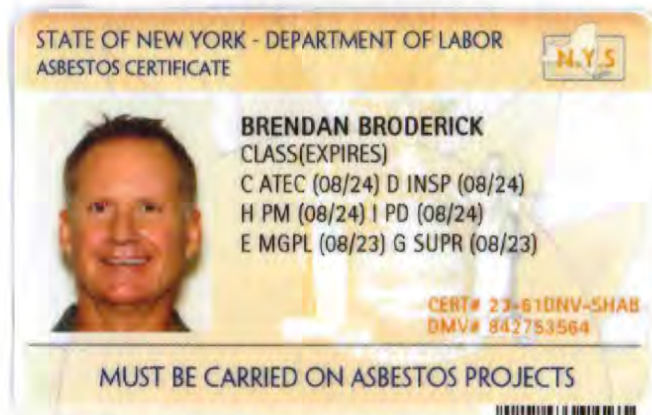 STATE OF NEW YORK - DEPARTMENT OF LABOR
ASBESTOS CERTIFICATE
N.Y.S
BRENDAN BRODERICK
CLASS(EXPIRES)
C ATEC (08/24) D INSP (08/24)
H PM (08/24) I PD (08/24)
E MGPL (08/23) G SUPR (08/23)
CERT# 23-61DNV-SHAB
DMV# 842753564
MUST BE CARRIED ON ASBESTOS PROJECTS